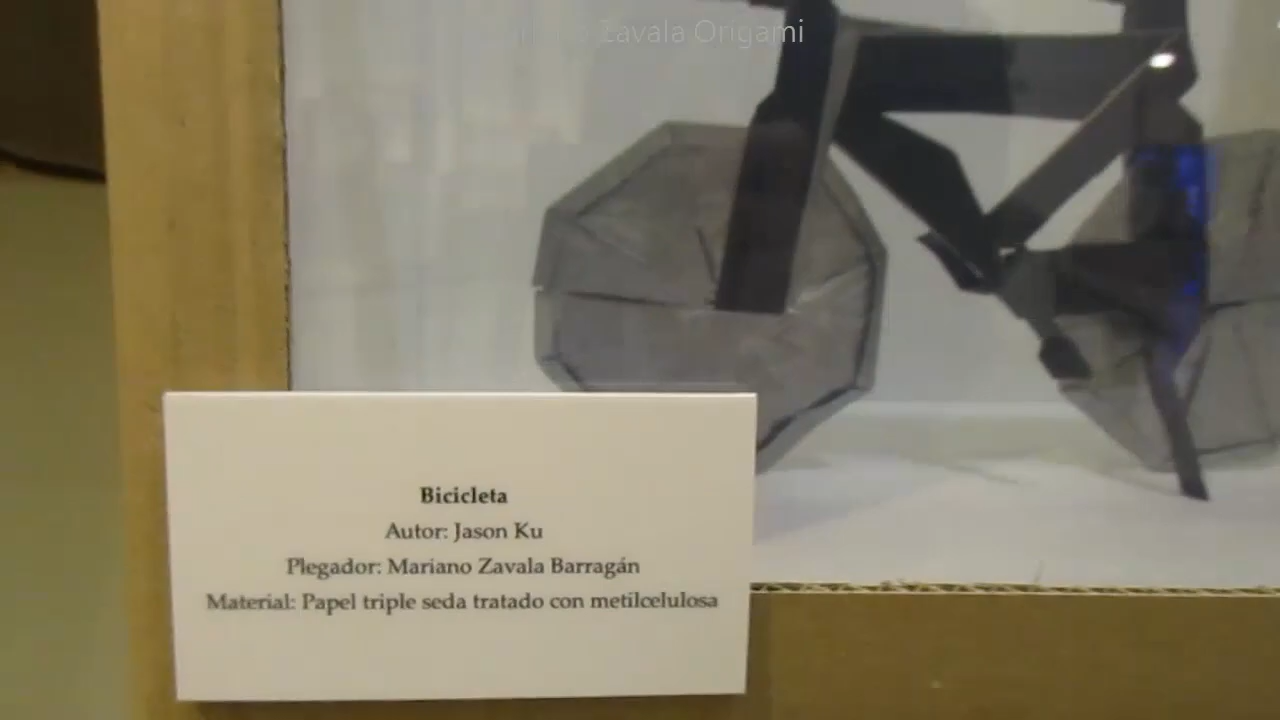 Zavala Origami
Bicicleta
Autor: Jason Ku
Plegador: Mariano Zavala Barragán
Material: Papel triple seda tratado con metilcelulosa